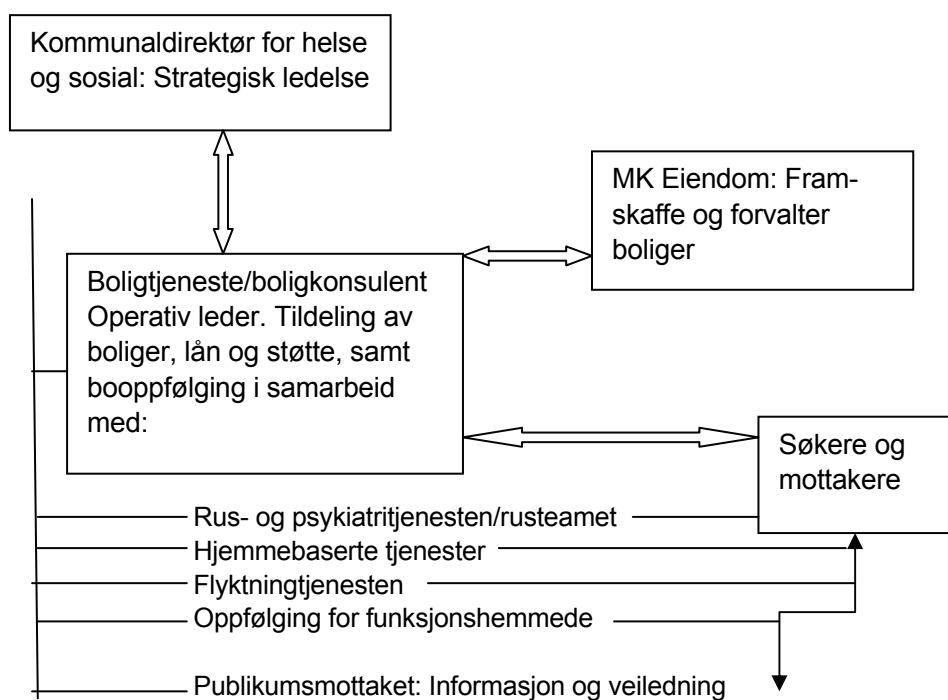 Kommunaldirektør for helse
og sosial: Strategisk ledelse
MK Eiendom: Fram-
skaffe og forvalter
boliger
Boligtjeneste/boligkonsulent
Operativ leder. Tildeling av
boliger, lån og støtte, samt
booppfølging i samarbeid
med:
Søkere og
mottakere
Rus- og psykiatritjenesten/rusteamet
Hjemmebaserte tjenester
Flyktningtjenesten
Oppfølging for funksjonshemmede
Publikumsmottaket: Informasjon og veiledning